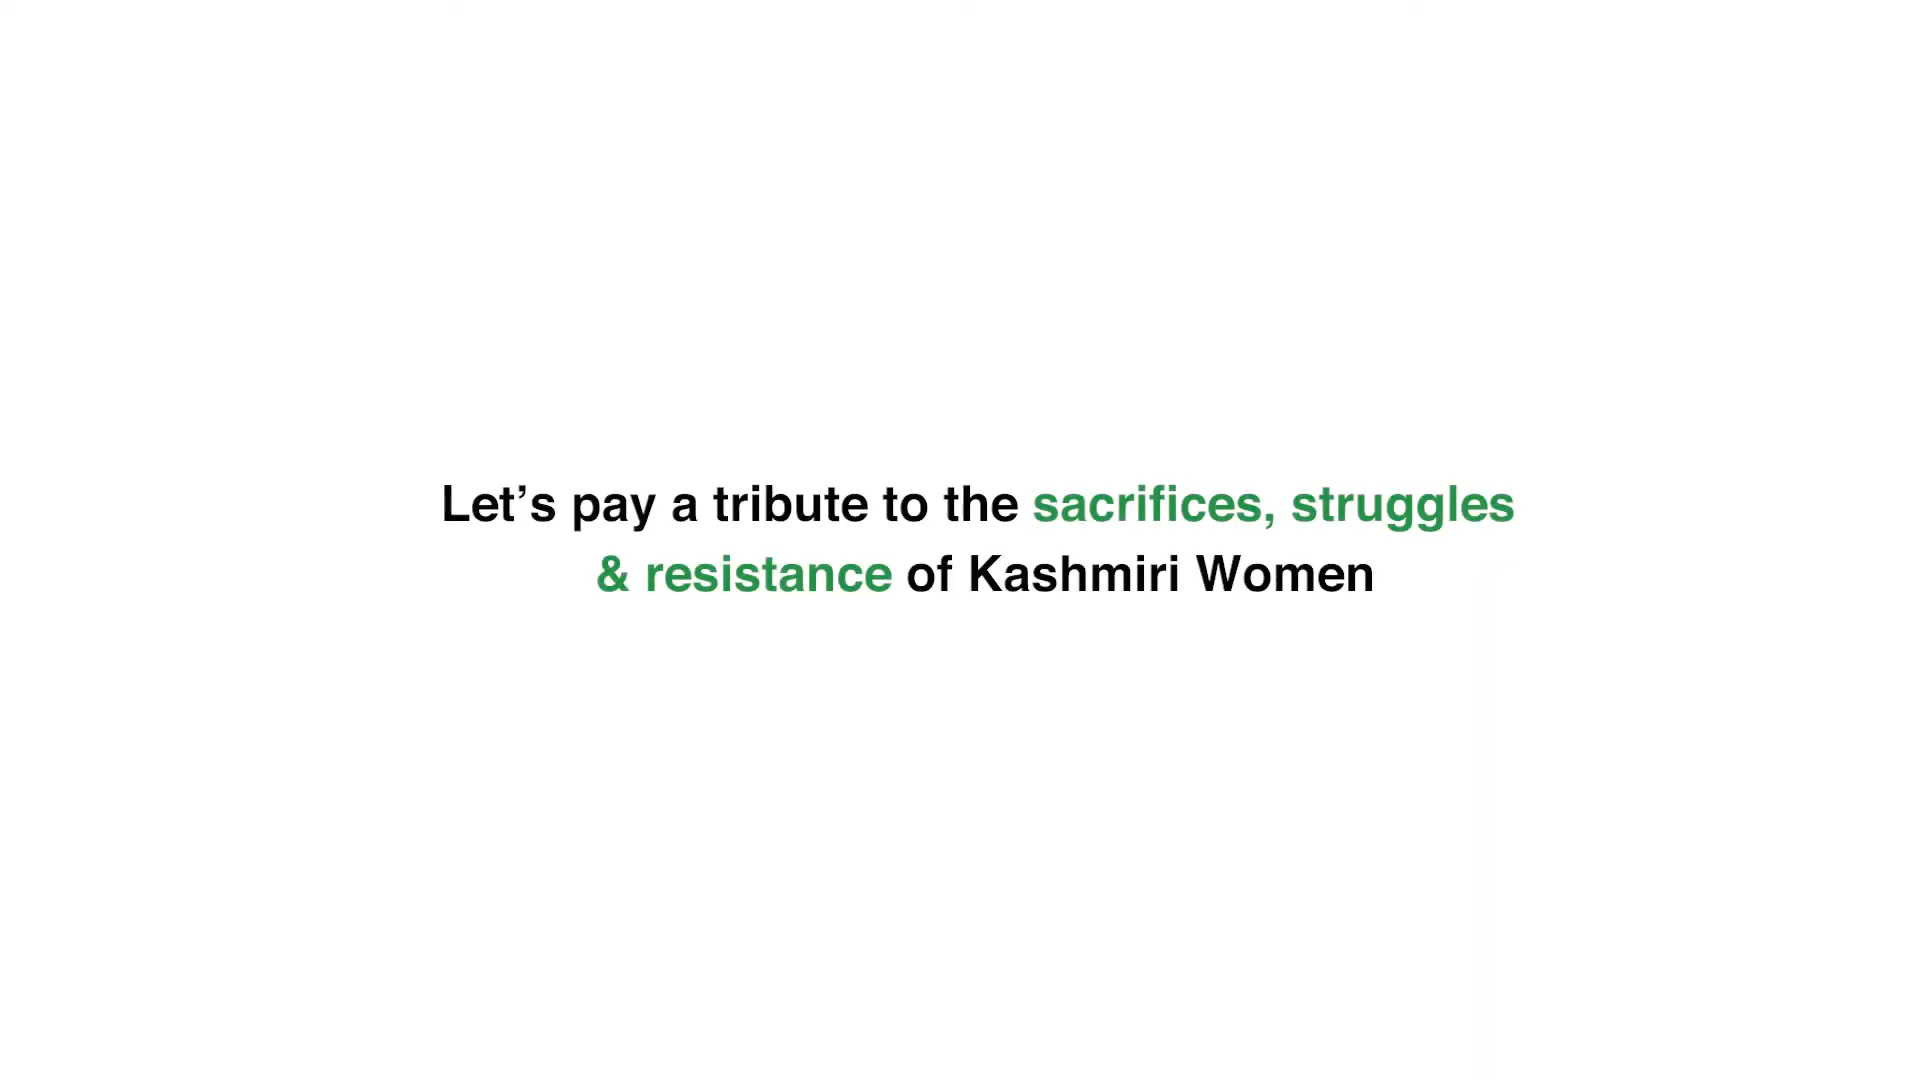 Let’s pay a tribute to the sacrifices, struggles
& resistance of Kashmiri Women